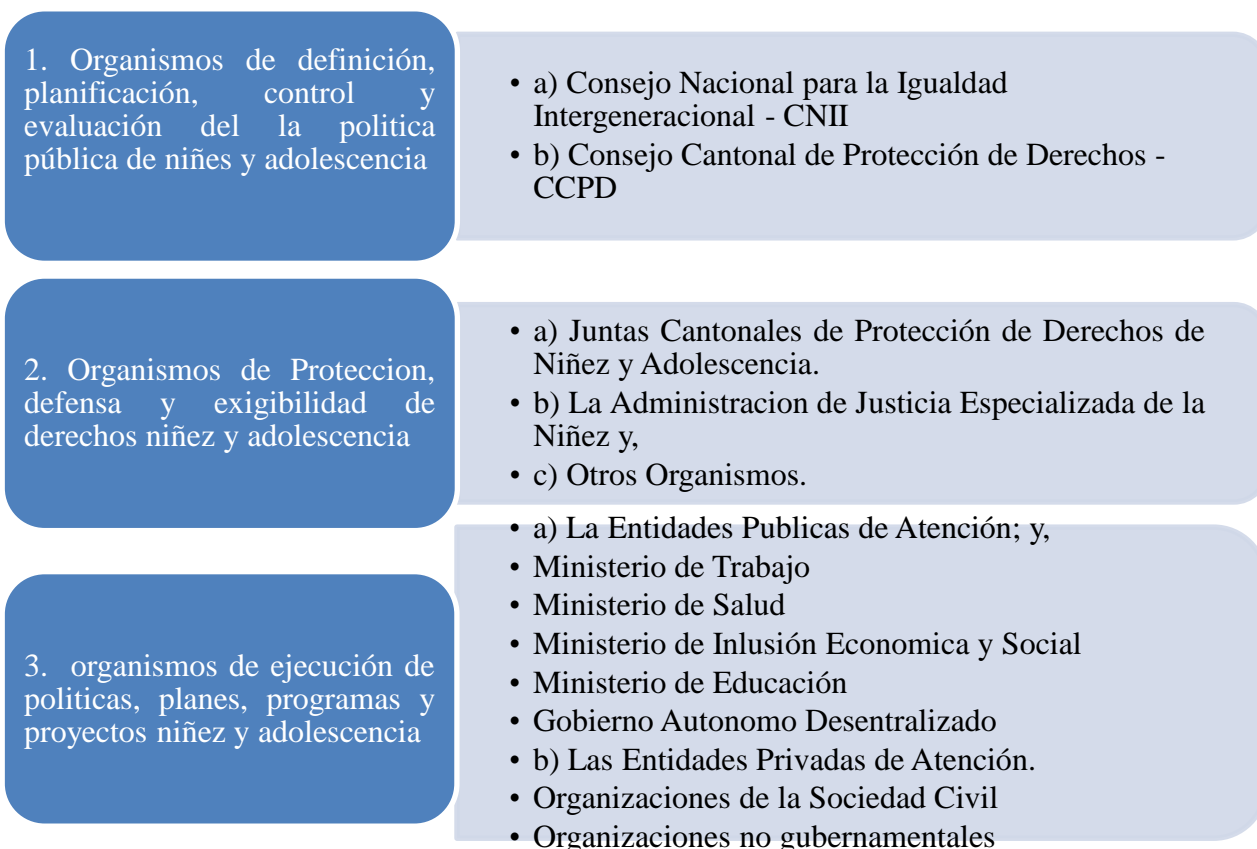 1. Organismos de definición,
planificación, control y
evaluación del la politica
pública de niñes y adolescencia
• a) Consejo Nacional para la Igualdad
Intergeneracional - CNII
• b) Consejo Cantonal de Protección de Derechos -
CCPD
2. Organismos de Proteccion,
defensa y exigibilidad de
derechos niñez y adolescencia
• a) Juntas Cantonales de Protección de Derechos de
Niñez y Adolescencia.
• b) La Administracion de Justicia Especializada de la
Niñez y,
• c) Otros Organismos.
3. organismos de ejecución de
politicas, planes, programas y
proyectos niñez y adolescencia
• a) La Entidades Publicas de Atención; y,
• Ministerio de Trabajo
• Ministerio de Salud
• Ministerio de Inlusión Economica y Social
• Ministerio de Educación
• Gobierno Autonomo Desentralizado
• b) Las Entidades Privadas de Atención.
• Organizaciones de la Sociedad Civil
• Organizaciones no gubernamentales